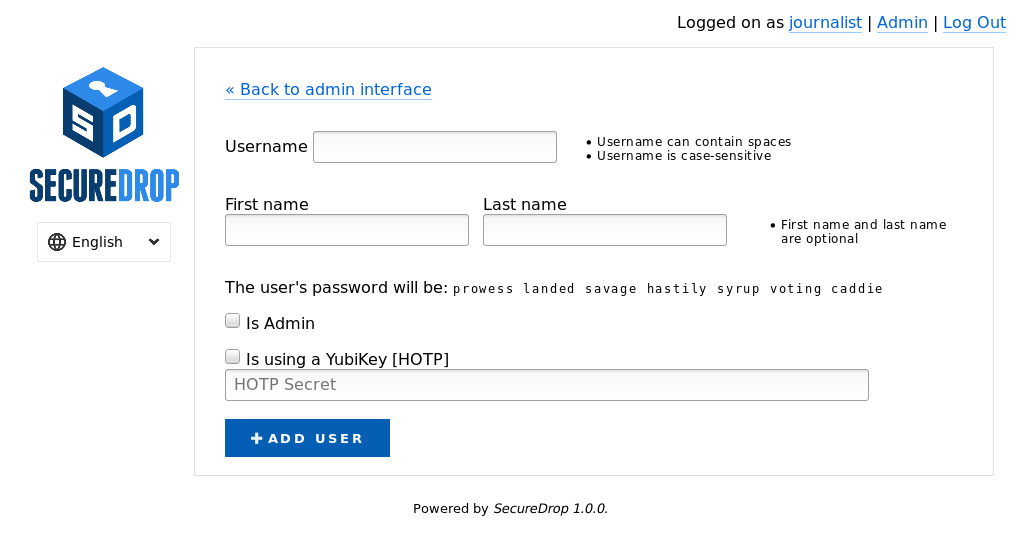 Logged on as journalist | Admin | Log Out
SD
SECUREDROP
English
« Back to admin interface
Username
• Username can contain spaces
• Username is case-sensitive
First name
Last name
• First name and last name
are optional
The user's password will be: prowess landed savage hastily syrup voting caddie
Is Admin
Is using a YubiKey [HOTP]
HOTP Secret
+ ADD USER
Powered by SecureDrop 1.0.0.